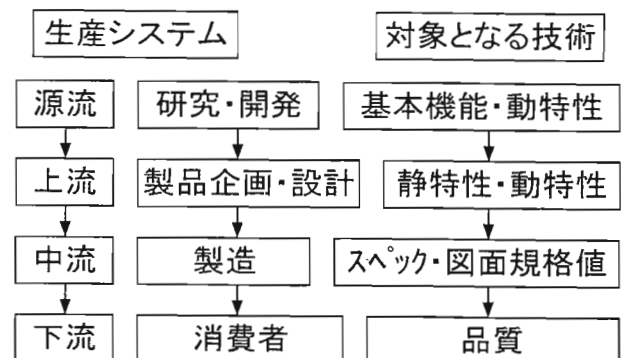 生産システム 対象となる技術
源流 研究・開発 基本機能・動特性
上流 製品企画・設計 静特性・動特性
中流 製造 スペック・図面規格値
下流 消費者 品質